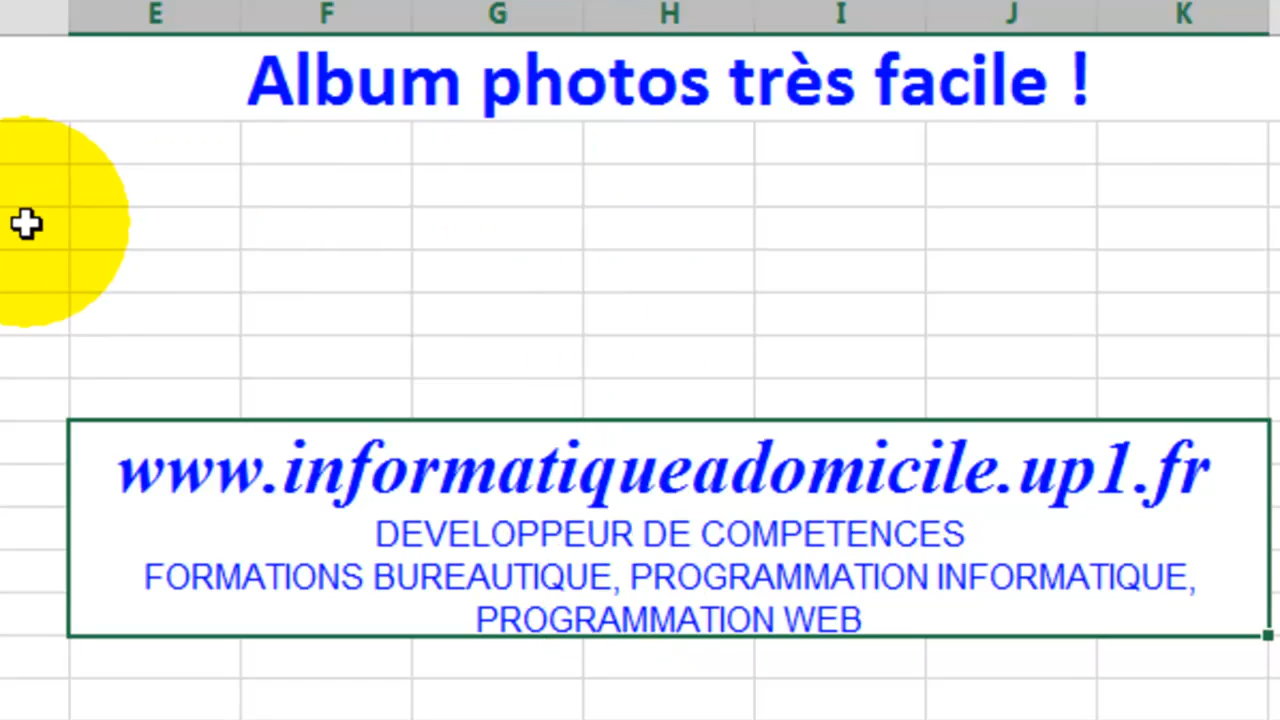 E F G H I J K
Album photos très facile !
www.informatiqueadomicile.up1.fr
DEVELOPPEUR DE COMPETENCES
FORMATIONS BUREAUTIQUE, PROGRAMMATION INFORMATIQUE,
PROGRAMMATION WEB